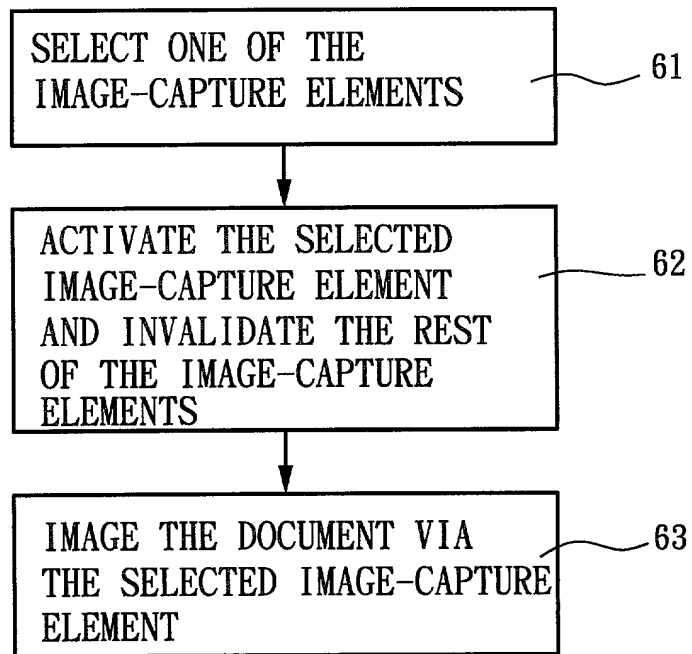 SELECT ONE OF THE
IMAGE-CAPTURE ELEMENTS
61
ACTIVATE THE SELECTED
IMAGE-CAPTURE ELEMENT
AND INVALIDATE THE REST
OF THE IMAGE-CAPTURE
ELEMENTS
62
IMAGE THE DOCUMENT VIA
THE SELECTED IMAGE-CAPTURE
ELEMENT
63